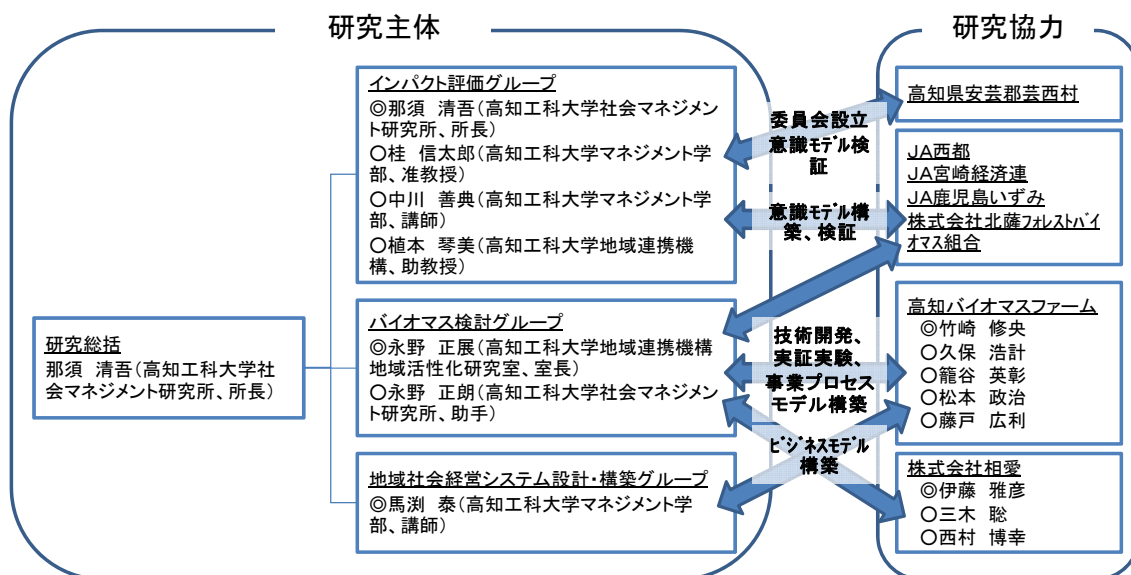 研究主体
研究協力
研究総括
那須 清吾(高知工科大学社
会マネジメント研究所、所長)
インパクト評価グループ
◎那須 清吾(高知工科大学社会マネジメン
ト研究所、所長)
○桂 信太郎(高知工科大学マネジメント学
部、准教授)
○中川 善典(高知工科大学マネジメント学
部、講師)
○植本 琴美(高知工科大学地域連携機
構、助教授)
バイオマス検討グループ
◎永野 正展(高知工科大学地域連携機構
地域活性化研究室、室長)
○永野 正朗(高知工科大学社会マネジメン
ト研究所、助手)
地域社会経営システム設計・構築グループ
◎馬渕 泰(高知工科大学マネジメント学
部、講師)
委員会設立
意識モデル検
証
意識モデル構
築、検証
技術開発、
実証実験、
事業プロセス
モデル構築
ビジネスモデル
構築
高知県安芸郡芸西村
JA西都
JA宮崎経済連
JA鹿児島いずみ
株式会社北薩フォレストバイ
オマス組合
高知バイオマスファーム
◎竹崎 修央
○久保 浩計
○籠谷 英彰
○松本 政治
○藤戸 広利
株式会社相愛
◎伊藤 雅彦
○三木 聡
○西村 博幸